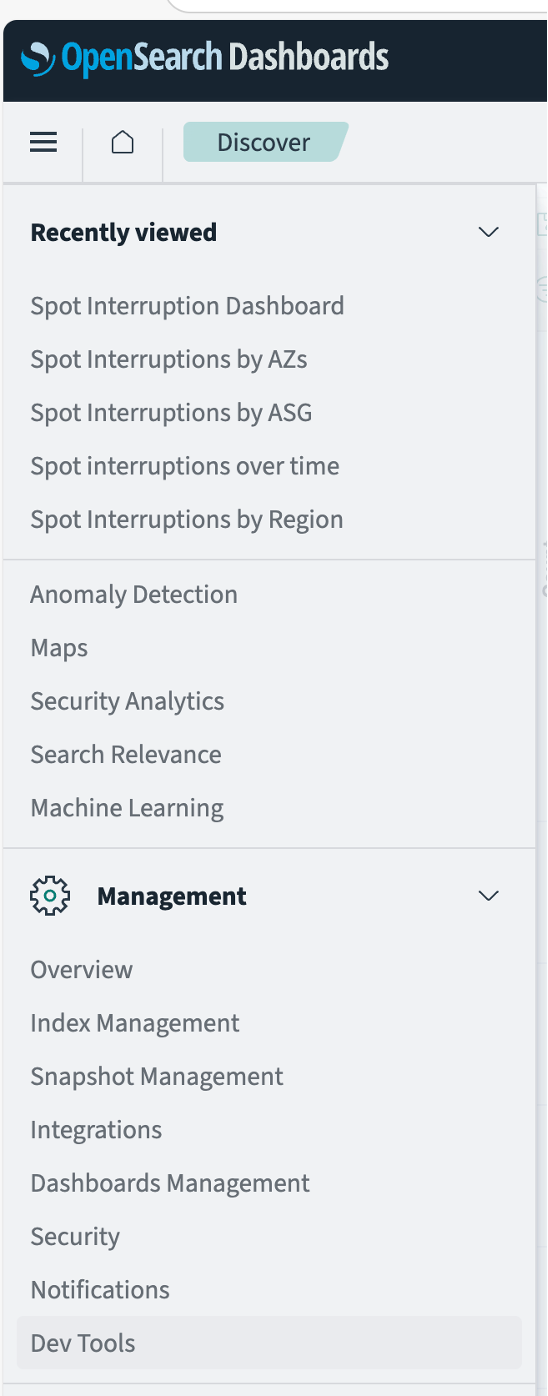 OpenSearch Dashboards
Discover
Recently viewed
Spot Interruption Dashboard
Spot Interruptions by AZs
Spot Interruptions by ASG
Spot interruptions over time
Spot Interruptions by Region
Anomaly Detection
Maps
Security Analytics
Search Relevance
Machine Learning
Management
Overview
Index Management
Snapshot Management
Integrations
Dashboards Management
Security
Notifications
Dev Tools